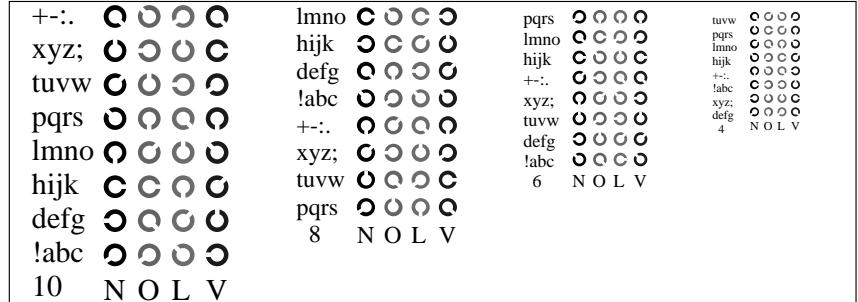 +-:.
xyz;
tuvw
pqrs
lmno
hijk
defg
!abc
10 N O L V
lmno
hijk
defg
!abc
+-:.
xyz;
tuvw
pqrs
8 N O L V
pqrs
lmno
hijk
+-:.
xyz;
tuvw
defg
!abc
6 N O L V
tuvw
pqrs
lmno
hijk
+-:.
!abc
xyz;
defg
4 N O L V